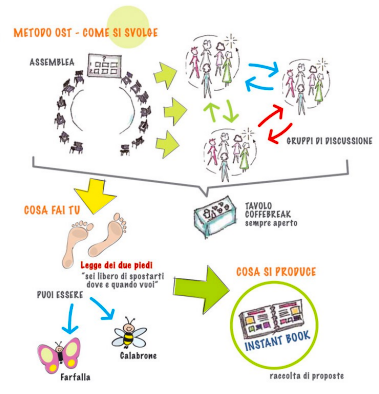 METODO OST - COME SI SVOLGE
ASSEMBLEA
GRUPPI DI DISCUSSIONE
COSA FAI TU
TAVOLO
COFFEBREAK
sempre aperto
Legge dei due piedi
"sei libero di spostarti
dove e quando vuoi"
PUOI ESSERE
COSA SI PRODUCE
INSTANT BOOK
Calabrone
Farfalla
raccolta di proposte